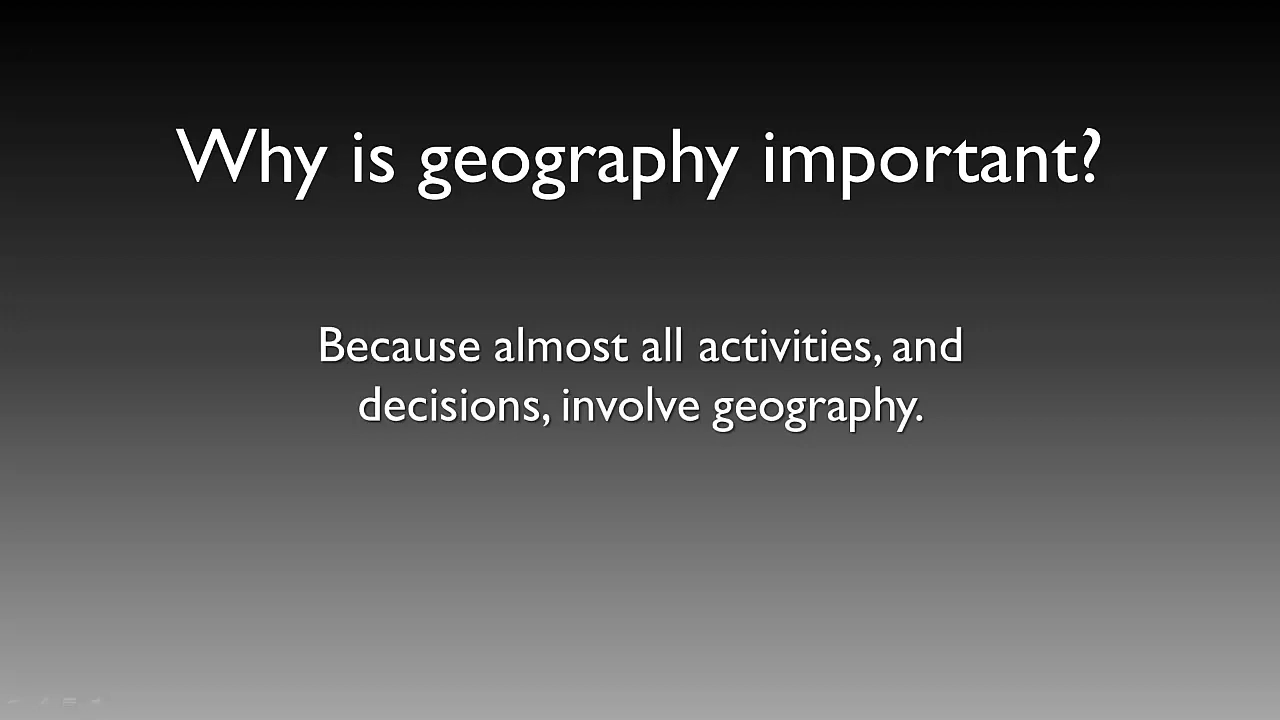 Why is geography important?
Because almost all activities, and
decisions, involve geography.